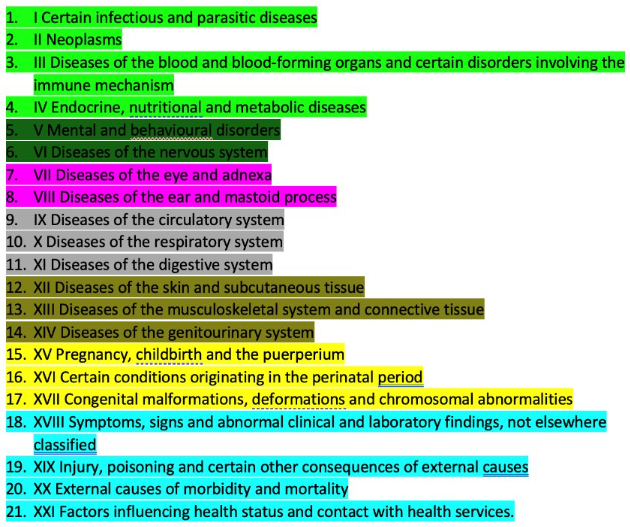 1. I Certain infectious and parasitic diseases
2. II Neoplasms
3. III Diseases of the blood and blood-forming organs and certain disorders involving the
immune mechanism
4. IV Endocrine, nutritional and metabolic diseases
5. V Mental and behavioural disorders
6. VI Diseases of the nervous system
7. VII Diseases of the eye and adnexa
8. VIII Diseases of the ear and mastoid process
9. IX Diseases of the circulatory system
10. X Diseases of the respiratory system
11. XI Diseases of the digestive system
12. XII Diseases of the skin and subcutaneous tissue
13. XIII Diseases of the musculoskeletal system and connective tissue
14. XIV Diseases of the genitourinary system
15. XV Pregnancy, childbirth and the puerperium
16. XVI Certain conditions originating in the perinatal period
17. XVII Congenital malformations, deformations and chromosomal abnormalities
18. XVIII Symptoms, signs and abnormal clinical and laboratory findings, not elsewhere
classified
19. XIX Injury, poisoning and certain other consequences of external causes
20. XX External causes of morbidity and mortality
21. XXI Factors influencing health status and contact with health services.